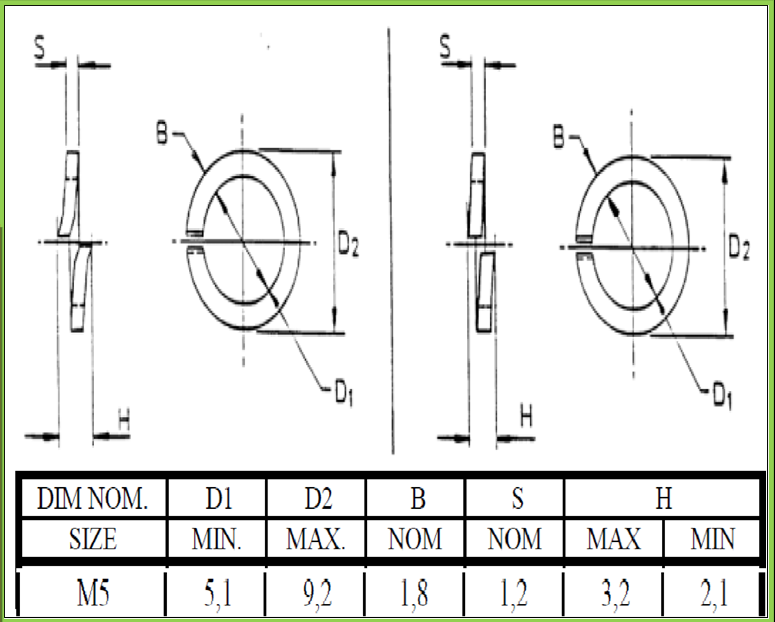 S
S
B
B
D2
D2
D1
D1
H
H
DIM NOM. D1 D2 B S H
SIZE MIN. MAX. NOM NOM MAX MIN
M5 5,1 9,2 1,8 1,2 3,2 2,1